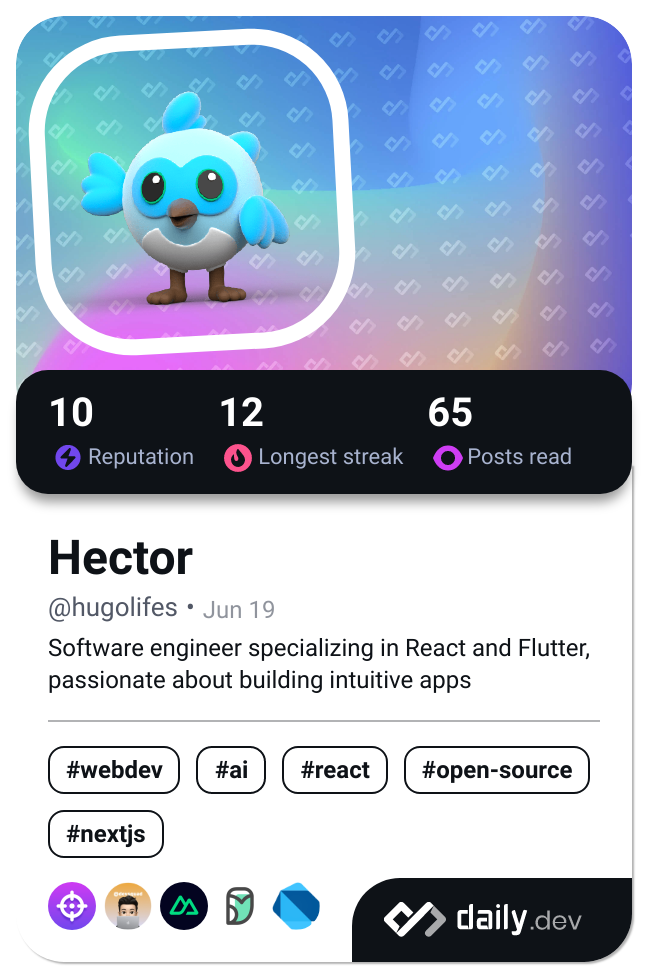 10 12 65
Reputation Longest streak Posts read
Hector
@hugolifes • Jun 19
Software engineer specializing in React and Flutter,
passionate about building intuitive apps
#webdev #ai #react #open-source
#nextjs
daily.dev